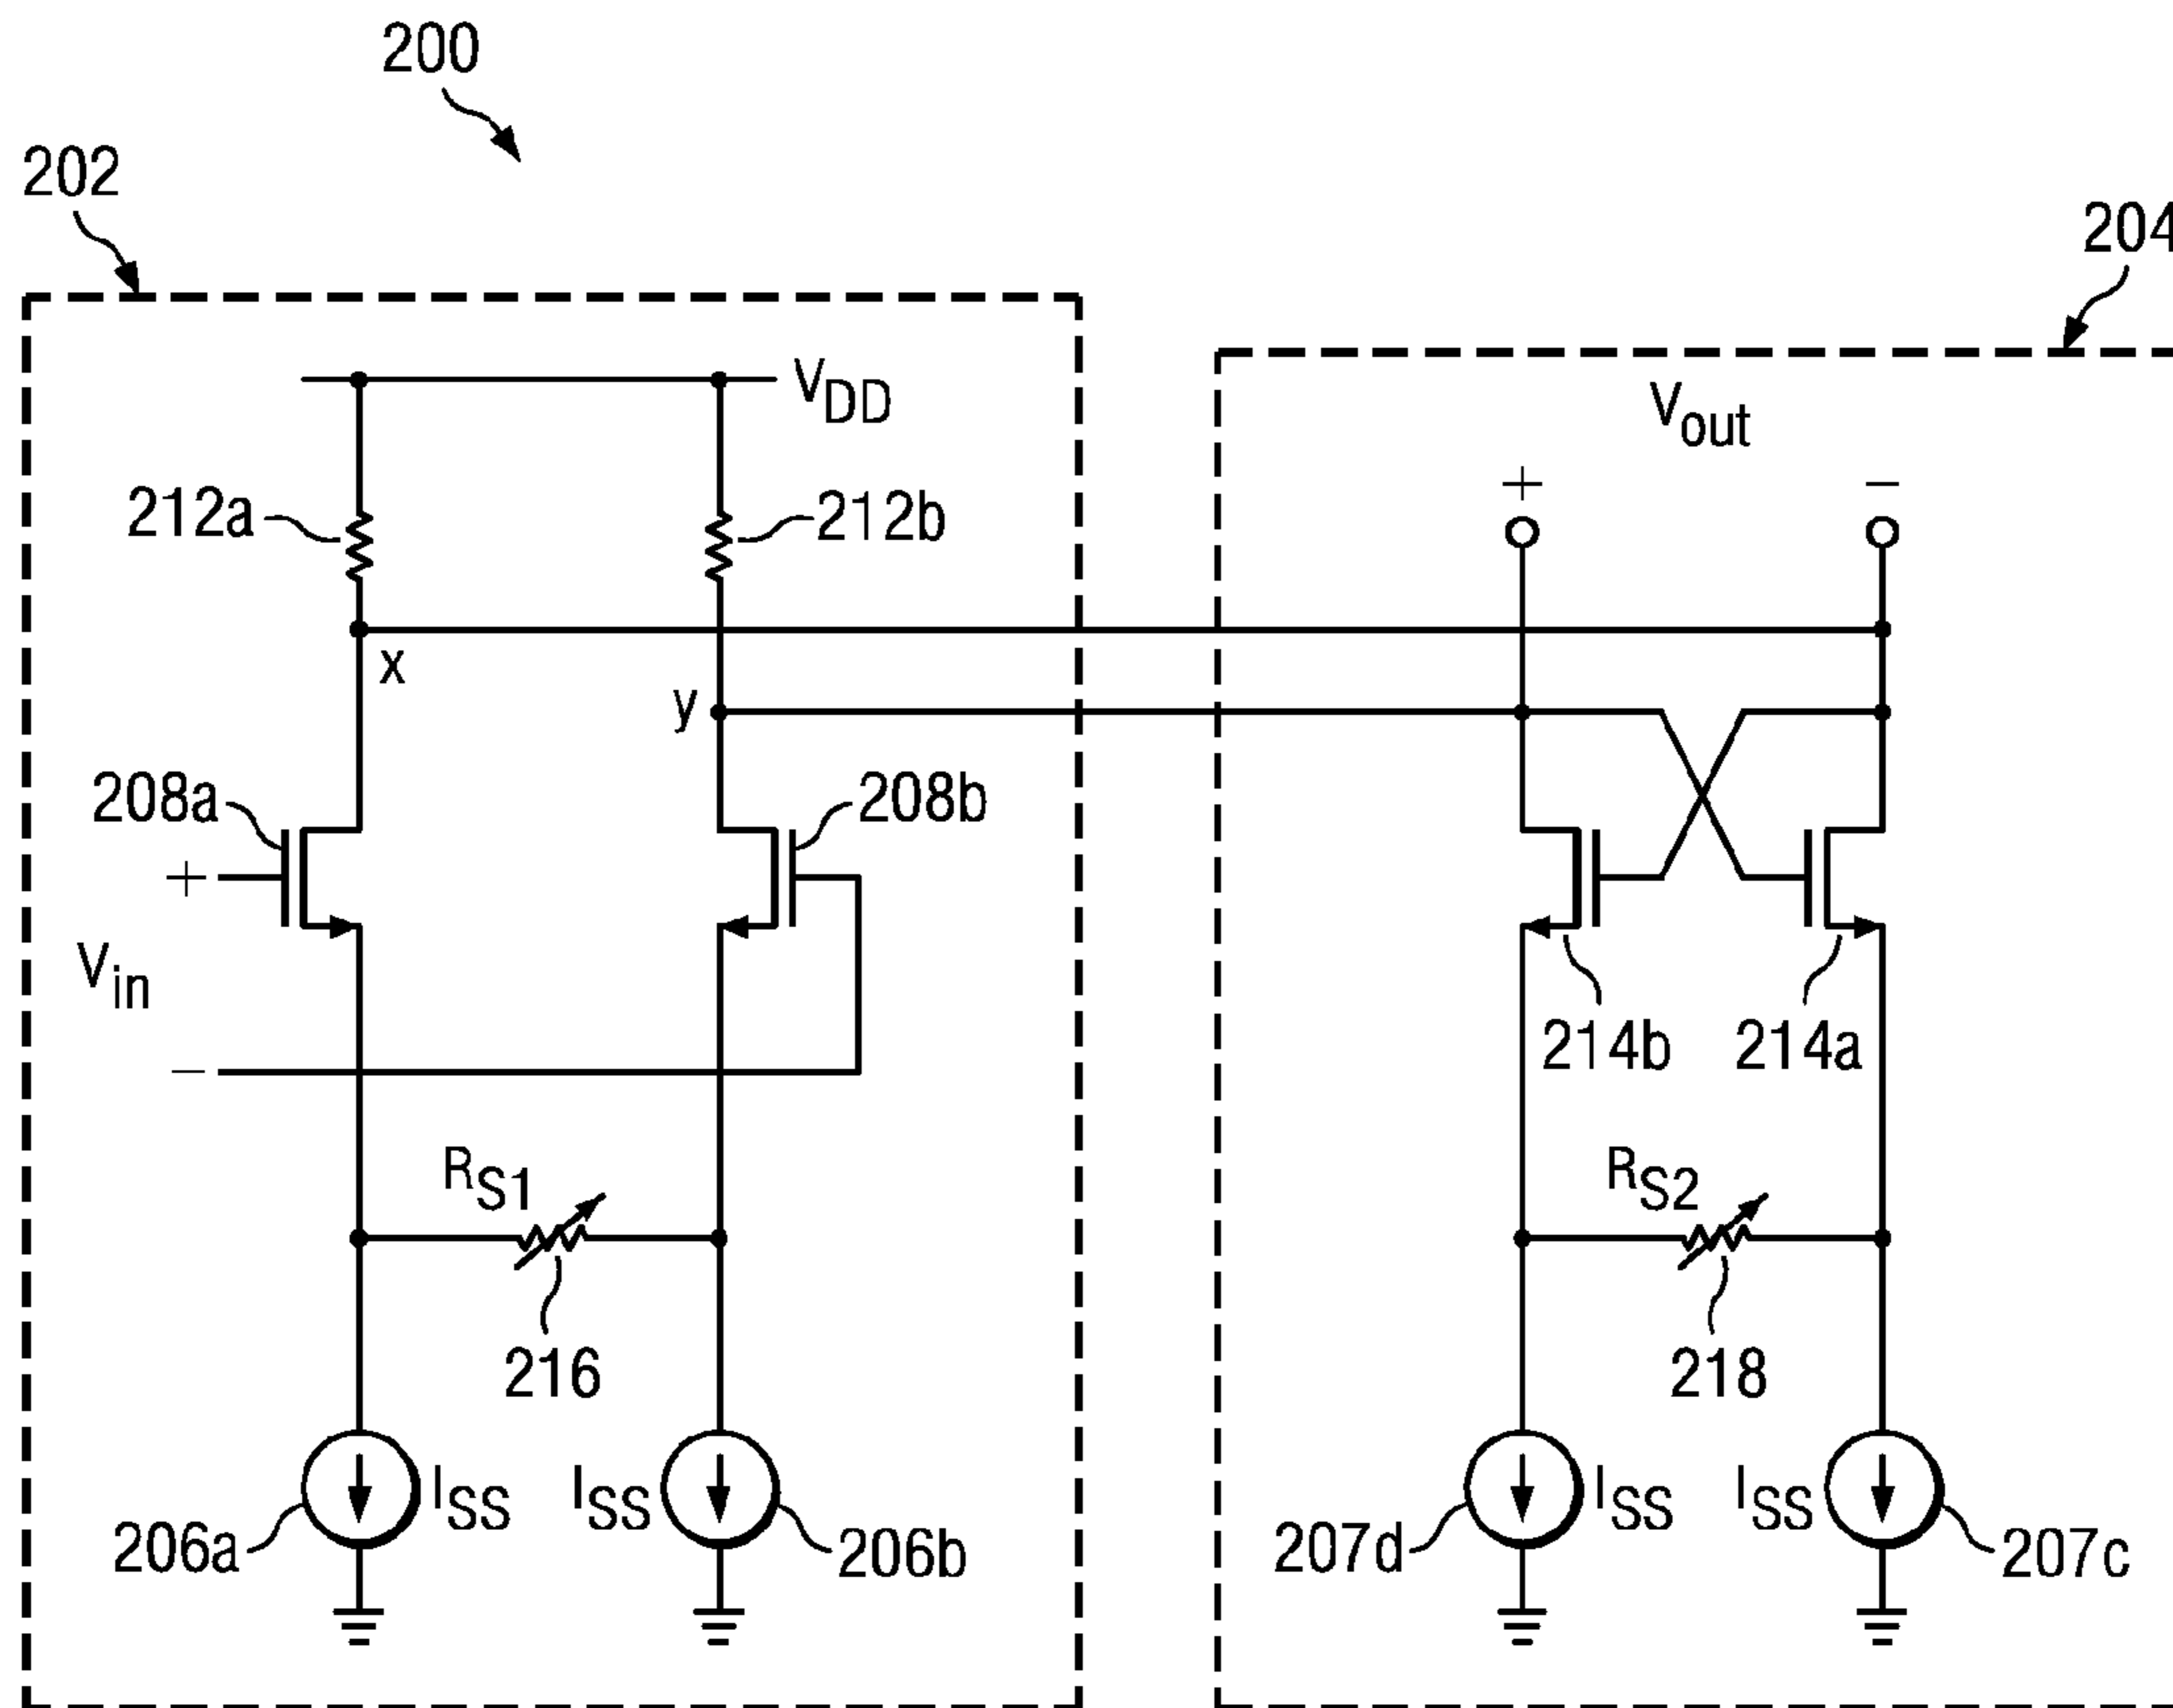 200
202
204
VDD
Vout
+ −
212a
212b
x
y
208a
208b
+
Vin
−
214b
214a
RS1
RS2
216
218
ISS
ISS
ISS
ISS
206a
206b
207d
207c